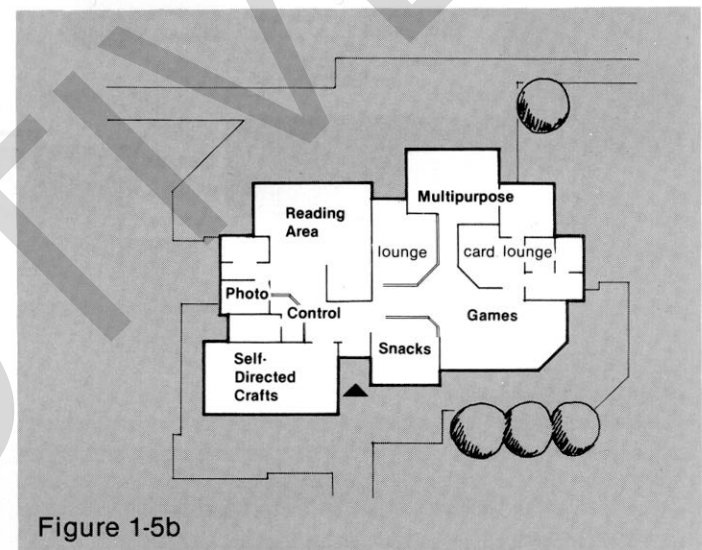 Multipurpose
Reading
Area
lounge
card lounge
Photo
Control
Games
Snacks
Self-
Directed
Crafts
Figure 1-5b